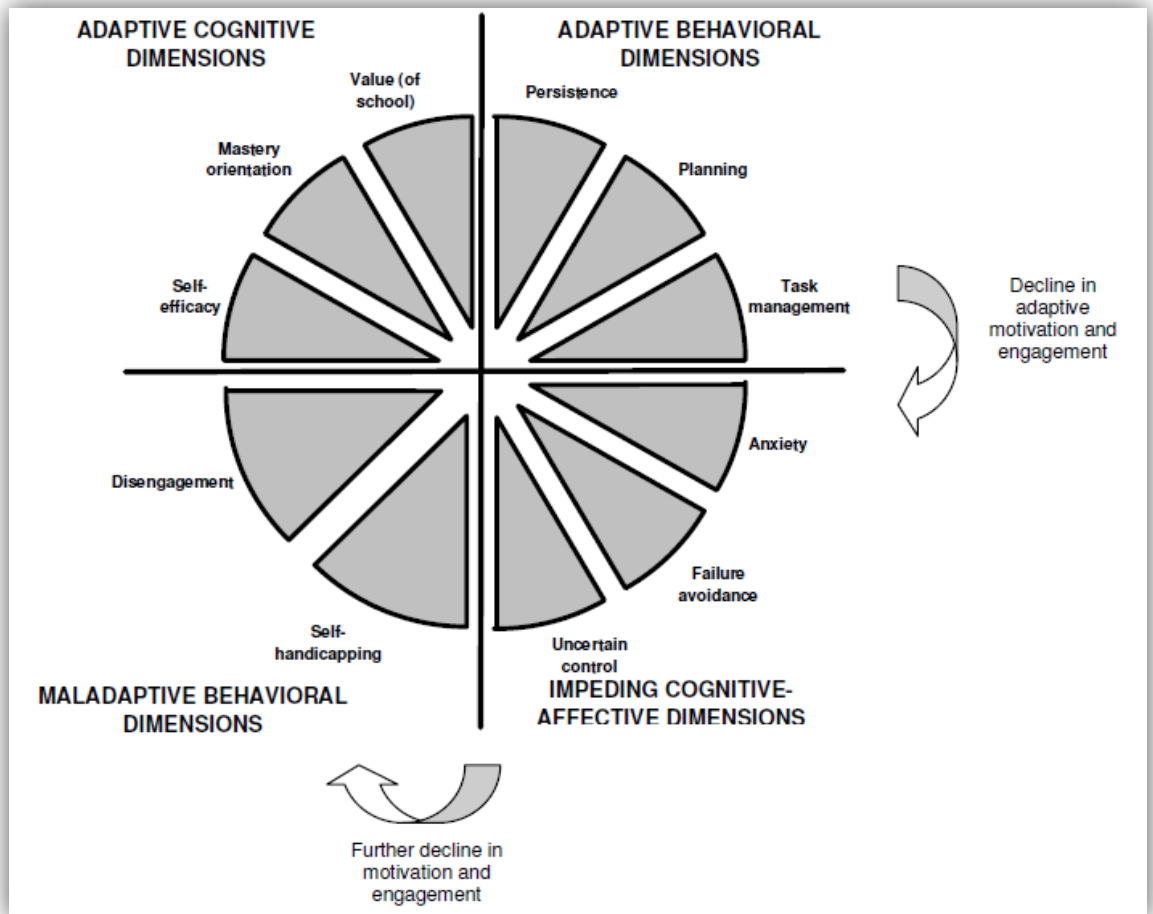 ADAPTIVE COGNITIVE
DIMENSIONS
ADAPTIVE BEHAVIORAL
DIMENSIONS
Value (of
school)
Persistence
Mastery
orientation
Planning
Self-
efficacy
Task
management
Decline in
adaptive
motivation and
engagement
Disengagement
Anxiety
Failure
avoidance
Self-
handicapping
Uncertain
control
MALADAPTIVE BEHAVIORAL
DIMENSIONS
IMPEDING COGNITIVE-
AFFECTIVE DIMENSIONS
Further decline in
motivation and
engagement